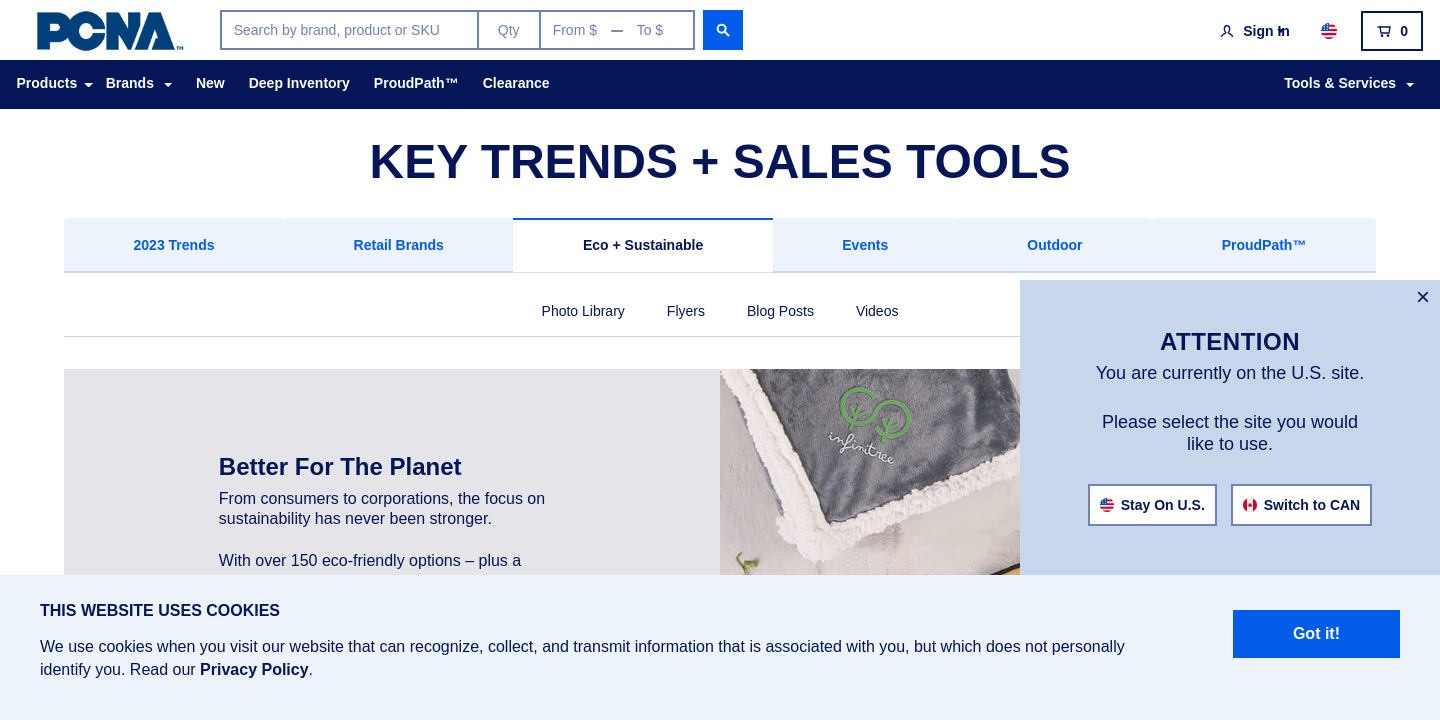 PCNA™
Search by brand, product or SKU
Qty
From $ — To $
Sign In
0
Products
Brands
New
Deep Inventory
ProudPath™
Clearance
Tools & Services
KEY TRENDS + SALES TOOLS
2023 Trends
Retail Brands
Eco + Sustainable
Events
Outdoor
ProudPath™
Photo Library
Flyers
Blog Posts
Videos
×
ATTENTION
You are currently on the U.S. site.
Please select the site you would
like to use.
Stay On U.S.
Switch to CAN
infinitree
Better For The Planet
From consumers to corporations, the focus on
sustainability has never been stronger.
With over 150 eco-friendly options – plus a
THIS WEBSITE USES COOKIES
We use cookies when you visit our website that can recognize, collect, and transmit information that is associated with you, but which does not personally
identify you. Read our Privacy Policy.
Got it!